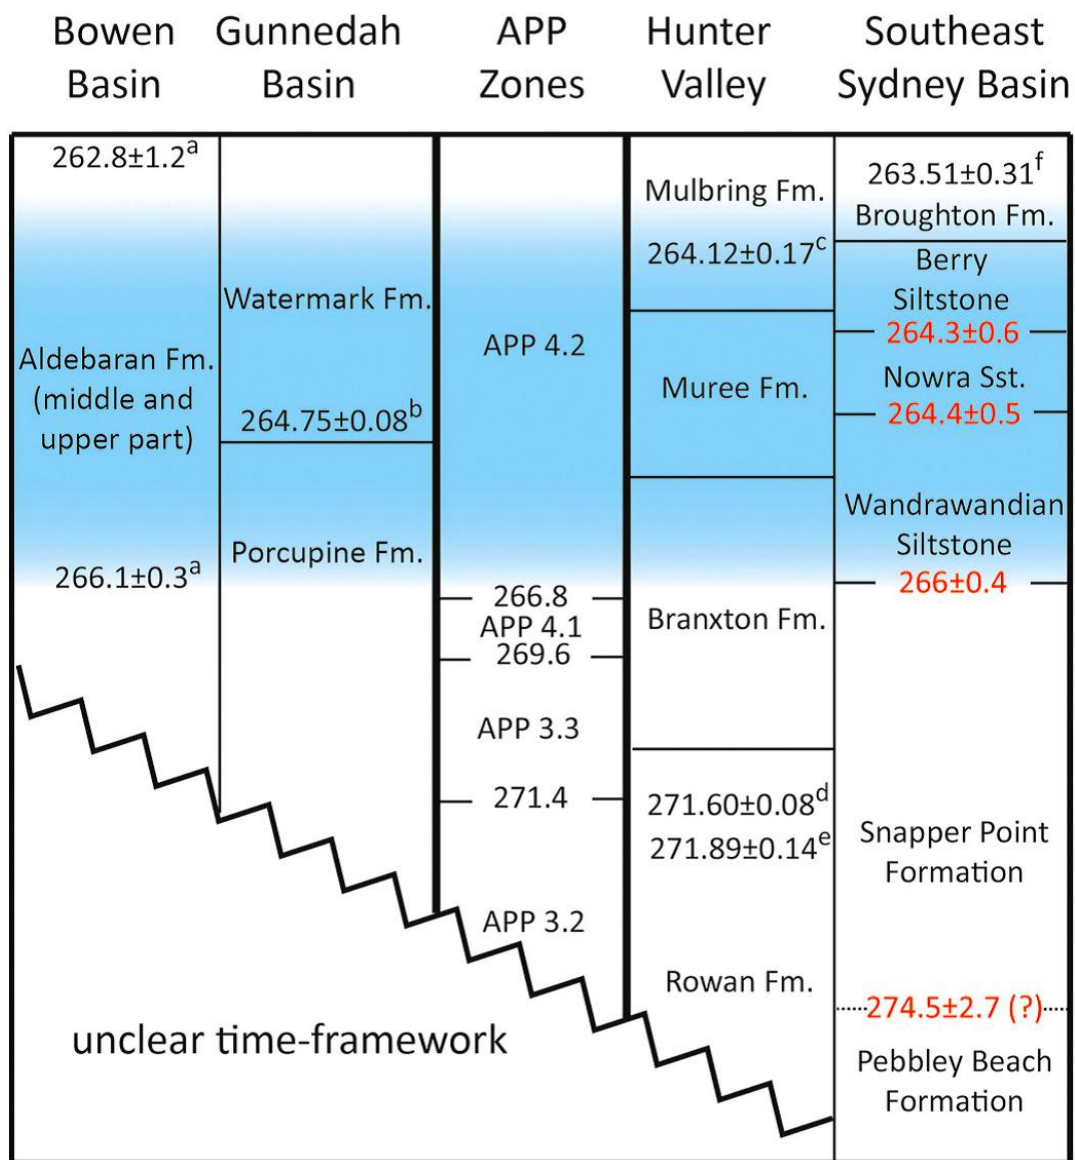 Bowen
Basin
Gunnedah
Basin
APP
Zones
Hunter
Valley
Southeast
Sydney Basin
262.8±1.2a
Aldebaran Fm.
(middle and
upper part)
266.1±0.3a
Watermark Fm.
264.75±0.08b
Porcupine Fm.
APP 4.2
266.8
APP 4.1
269.6
APP 3.3
271.4
APP 3.2
Mulbring Fm.
264.12±0.17c
Muree Fm.
Branxton Fm.
271.60±0.08d
271.89±0.14e
Rowan Fm.
263.51±0.31f
Broughton Fm.
Berry
Siltstone
264.3±0.6
Nowra Sst.
264.4±0.5
Wandrawandian
Siltstone
266±0.4
Snapper Point
Formation
274.5±2.7 (?)
Pebbley Beach
Formation
unclear time-framework